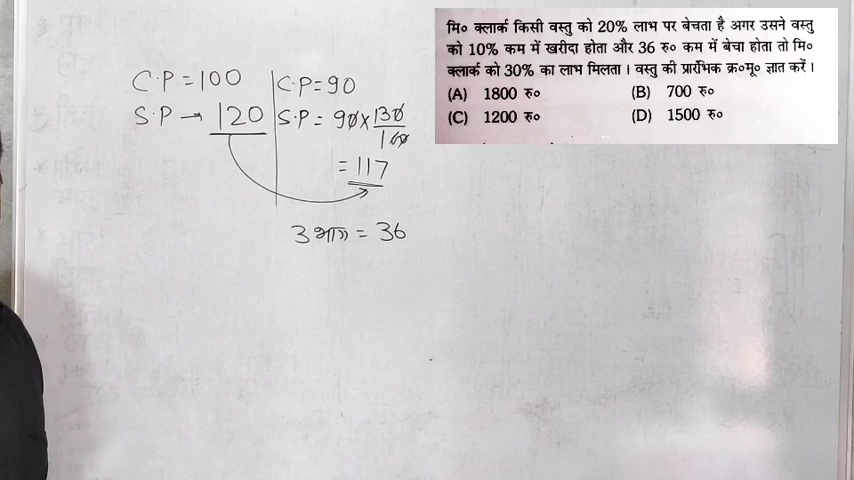 मि० क्लार्क किसी वस्तु को 20% लाभ पर बेचता है अगर उसने वस्तु
को 10% कम में खरीदा होता और 36 रु० कम में बेचा होता तो मि०
क्लार्क को 30% का लाभ मिलता । वस्तु की प्रारंभिक क्र०मू० ज्ञात करें ।
(A) 1800 रु० (B) 700 रु०
(C) 1200 रु० (D) 1500 रु०
C.P=100
S.P → 120
C.P=90
S.P = 90×130/100
=117
3 भाग = 36